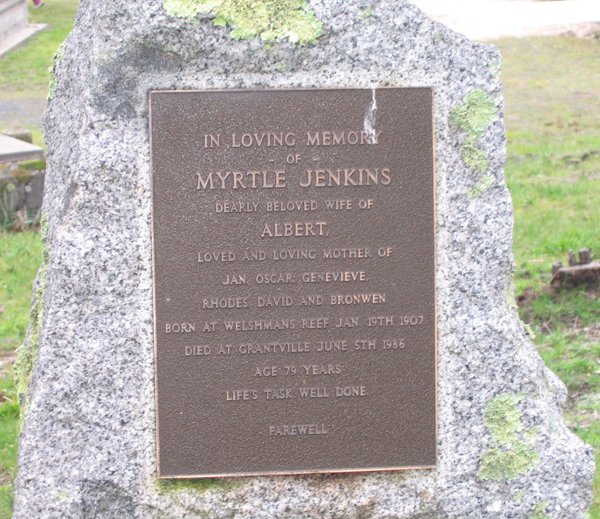 IN LOVING MEMORY
- OF -
MYRTLE JENKINS
DEARLY BELOVED WIFE OF
ALBERT,
LOVED AND LOVING MOTHER OF
JAN, OSCAR, GENEVIEVE,
RHODES, DAVID AND BRONWEN.
BORN AT WELSHMANS REEF JAN. 19TH 1907.
DIED AT GRANTVILLE JUNE 5TH 1986
AGE 79 YEARS
LIFE'S TASK WELL DONE.
FAREWELL